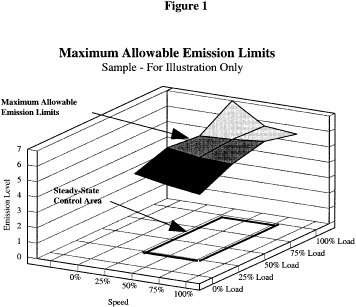 Figure 1
Maximum Allowable Emission Limits
Sample - For Illustration Only
Maximum Allowable
Emission Limits
7
6
5
4
3
2
1
0
Emission Level
Steady-State
Control Area
0%
25%
50%
75%
100%
Speed
0% Load
25% Load
50% Load
75% Load
100% Load